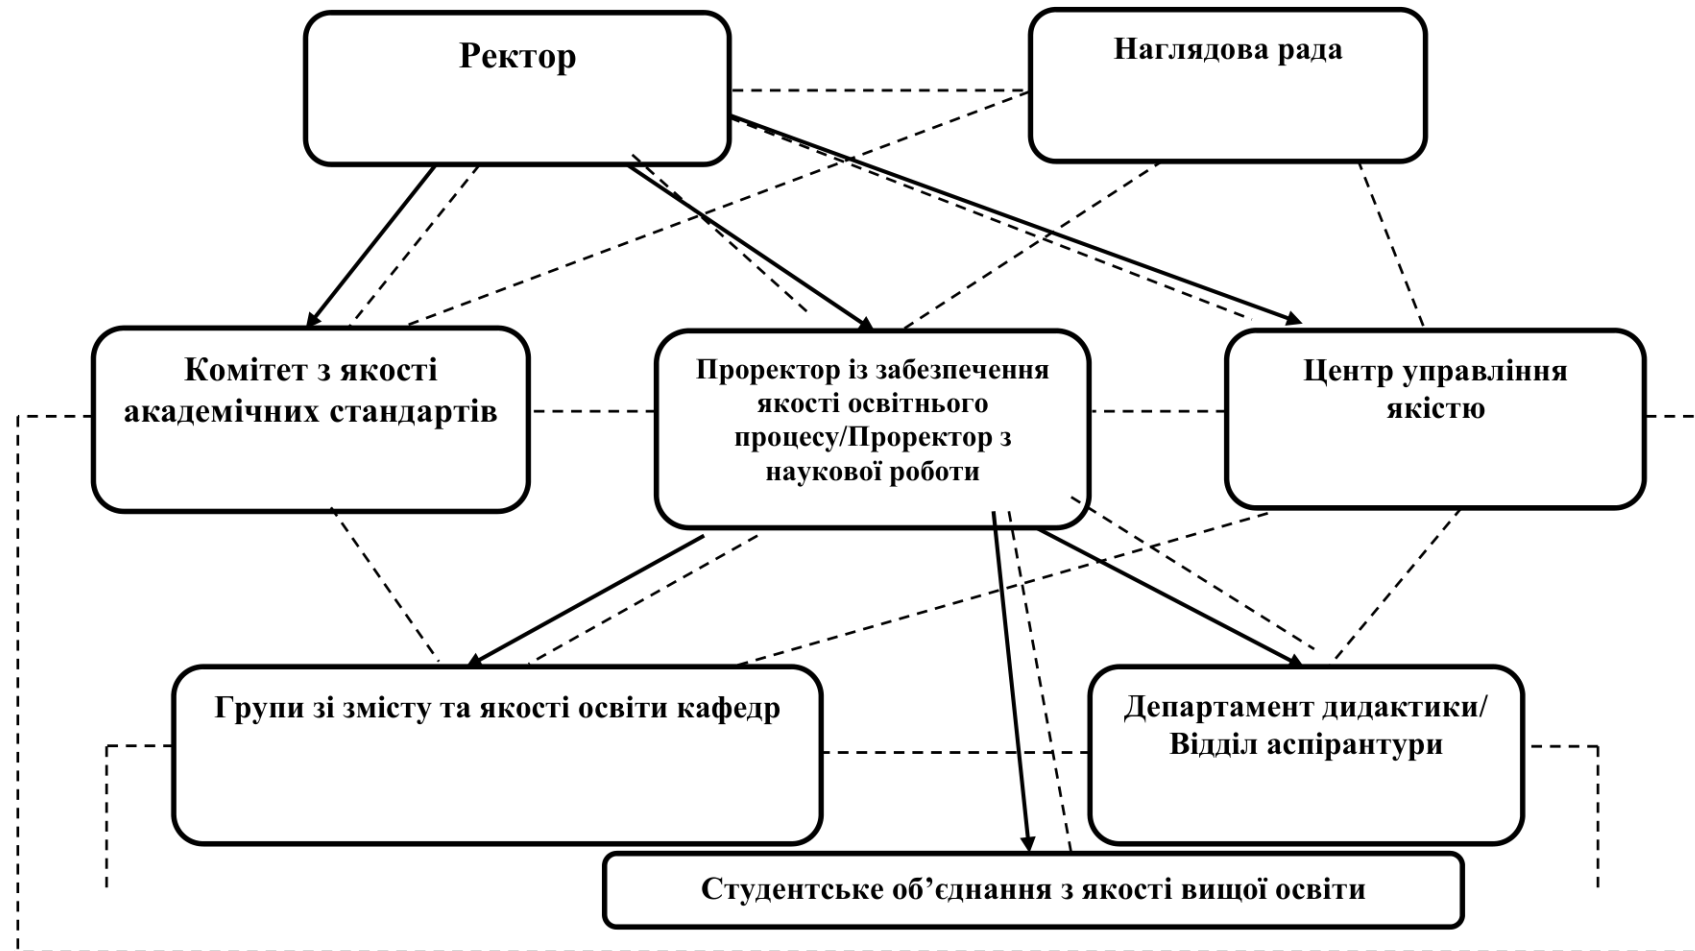 Ректор
Наглядова рада
Комітет з якості
академічних стандартів
Проректор із забезпечення
якості освітнього
процесу/Проректор з
наукової роботи
Центр управління
якістю
Групи зі змісту та якості освіти кафедр
Департамент дидактики/
Відділ аспірантури
Студентське об’єднання з якості вищої освіти